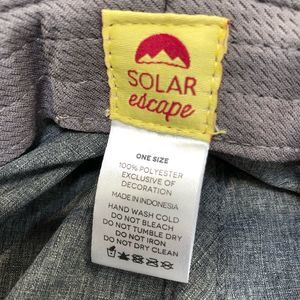 SOLAR
escape
ONE SIZE
100% POLYESTER
EXCLUSIVE OF
DECORATION
MADE IN INDONESIA
HAND WASH COLD
DO NOT BLEACH
DO NOT TUMBLE DRY
DO NOT IRON
DO NOT DRY CLEAN